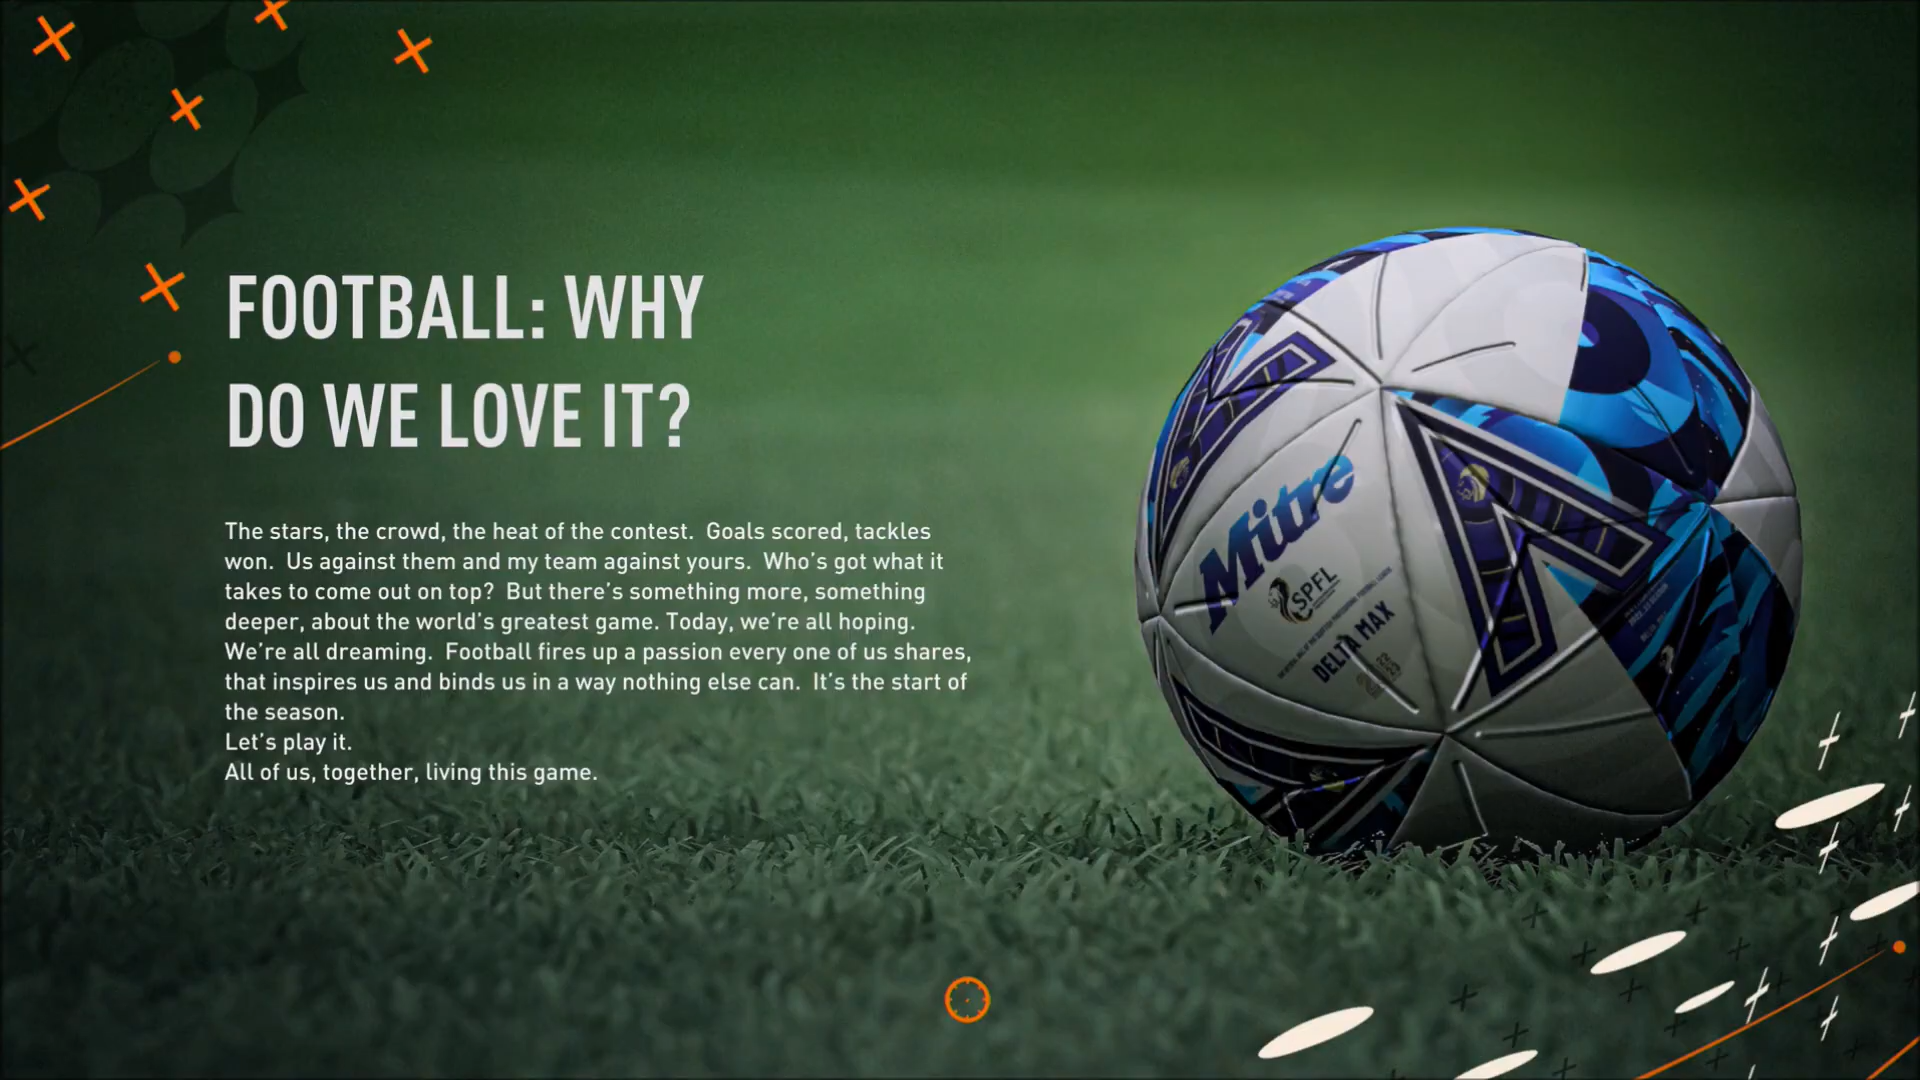 FOOTBALL: WHY
DO WE LOVE IT?
The stars, the crowd, the heat of the contest.  Goals scored, tackles
won.  Us against them and my team against yours.  Who's got what it
takes to come out on top?  But there's something more, something
deeper, about the world's greatest game. Today, we're all hoping.
We're all dreaming.  Football fires up a passion every one of us shares,
that inspires us and binds us in a way nothing else can.  It's the start of
the season.
Let's play it.
All of us, together, living this game.
Mitre
SPFL
DELTA MAX